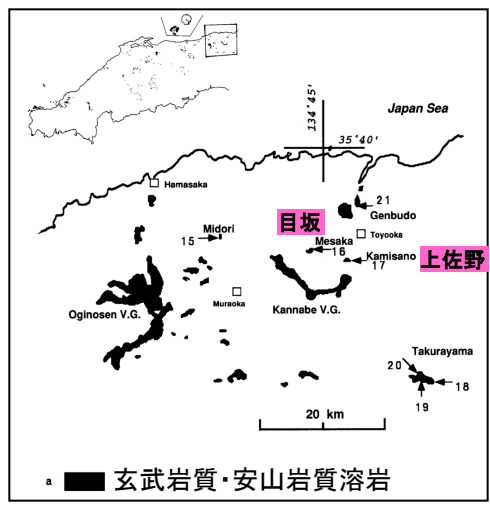 134°45'
Japan Sea
35°40'
Hamasaka
21
Genbudo
目坂
Midori
15
Toyooka
Mesaka
16
Kamisano
17
上佐野
Muraoka
Oginosen V.G.
Kannabe V.G.
Takurayama
20
18
19
20 km
a
玄武岩質・安山岩質溶岩